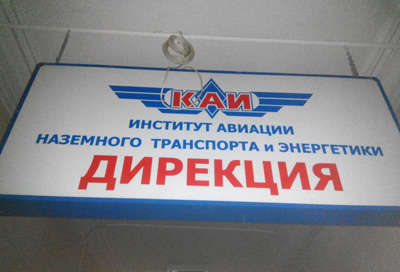 КАИ
ИНСТИТУТ АВИАЦИИ
НАЗЕМНОГО ТРАНСПОРТА и ЭНЕРГЕТИКИ
ДИРЕКЦИЯ